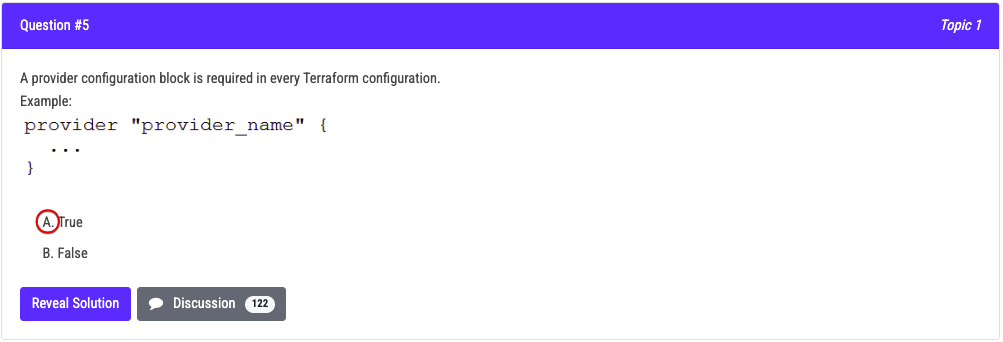 Question #5
Topic 1
A provider configuration block is required in every Terraform configuration.
Example:
provider "provider_name" {
...
}
A. True
B. False
Reveal Solution
Discussion 122